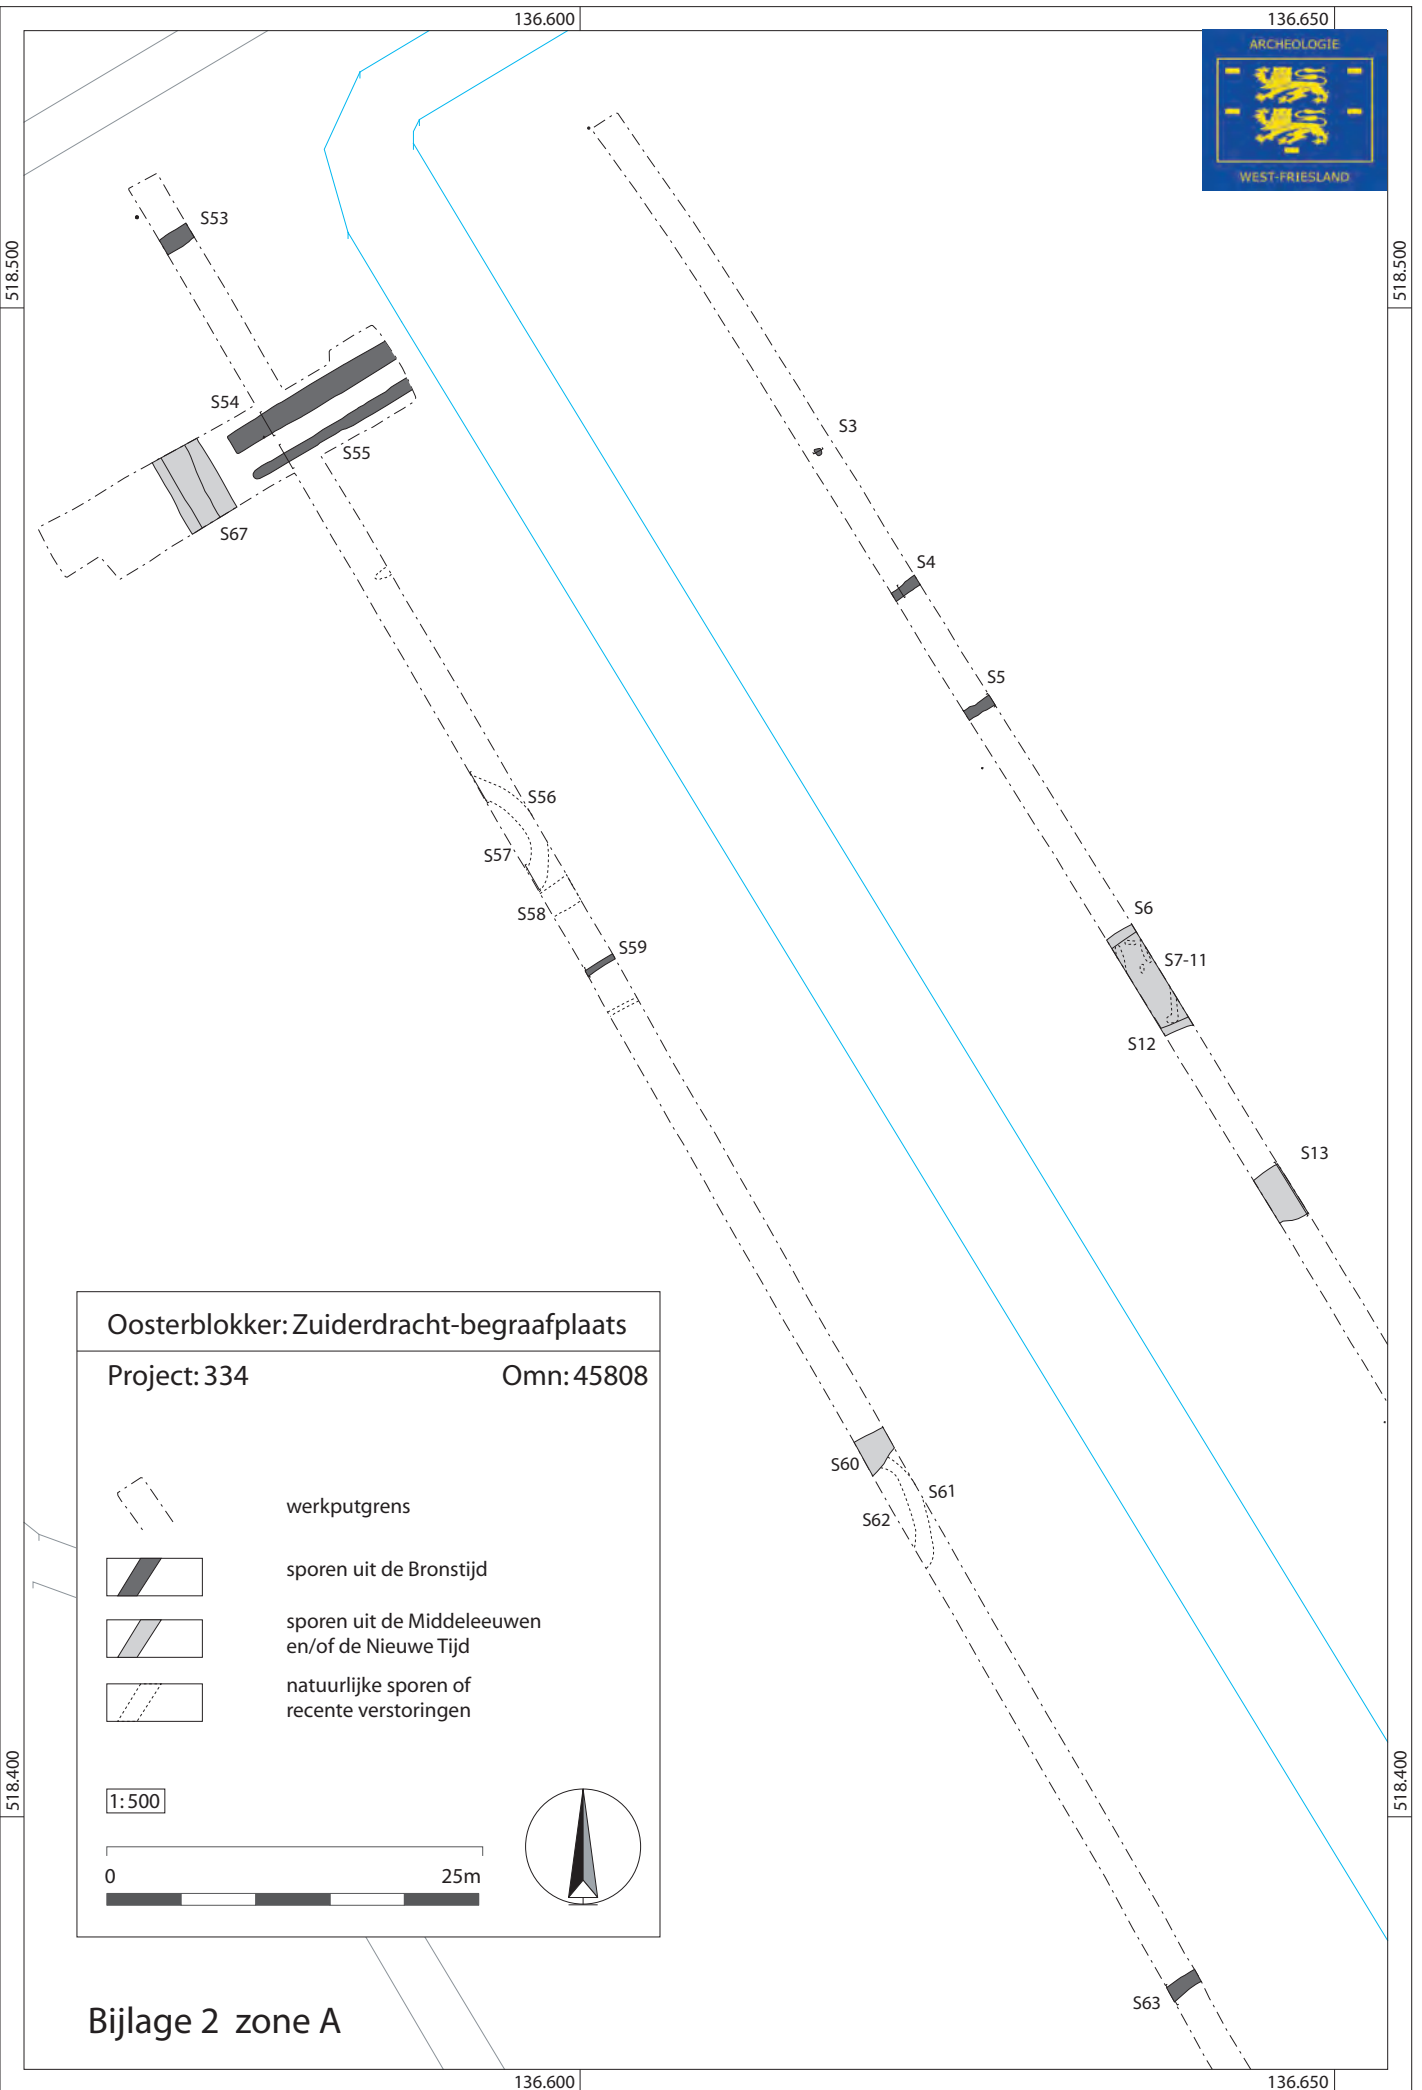 136.600
136.650
ARCHEOLOGIE
WEST-FRIESLAND
518.500
518.500
S53
S54
S55
S67
S3
S4
S5
S56
S57
S58
S59
S6
S7-11
S12
S13
S60
S61
S62
S63
Oosterblokker: Zuiderdracht-begraafplaats
Project: 334 Omn: 45808
werkputgrens
sporen uit de Bronstijd
sporen uit de Middeleeuwen
en/of de Nieuwe Tijd
natuurlijke sporen of
recente verstoringen
1:500
0 25m
518.400
518.400
Bijlage 2 zone A
136.600
136.650